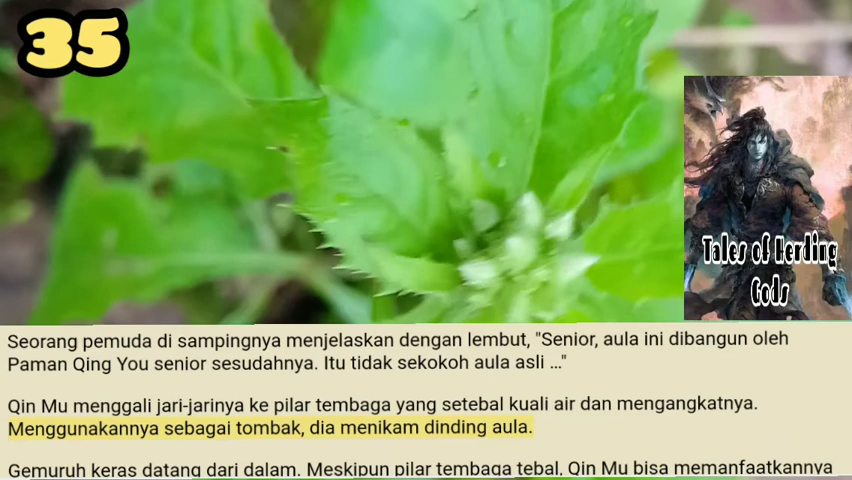 35
Tales of Herding
Gods
Seorang pemuda di sampingnya menjelaskan dengan lembut, "Senior, aula ini dibangun oleh
Paman Qing You senior sesudahnya. Itu tidak sekokoh aula asli ..."
Qin Mu menggali jari-jarinya ke pilar tembaga yang setebal kuali air dan mengangkatnya.
Menggunakannya sebagai tombak, dia menikam dinding aula.
Gemuruh keras datang dari dalam. Meskipun pilar tembaga tebal, Qin Mu bisa memanfaatkannya